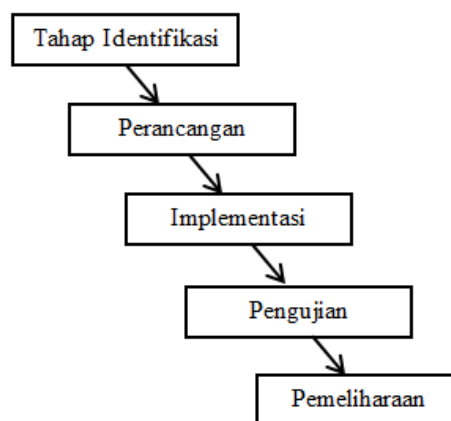 Tahap Identifikasi
Perancangan
Implementasi
Pengujian
Pemeliharaan